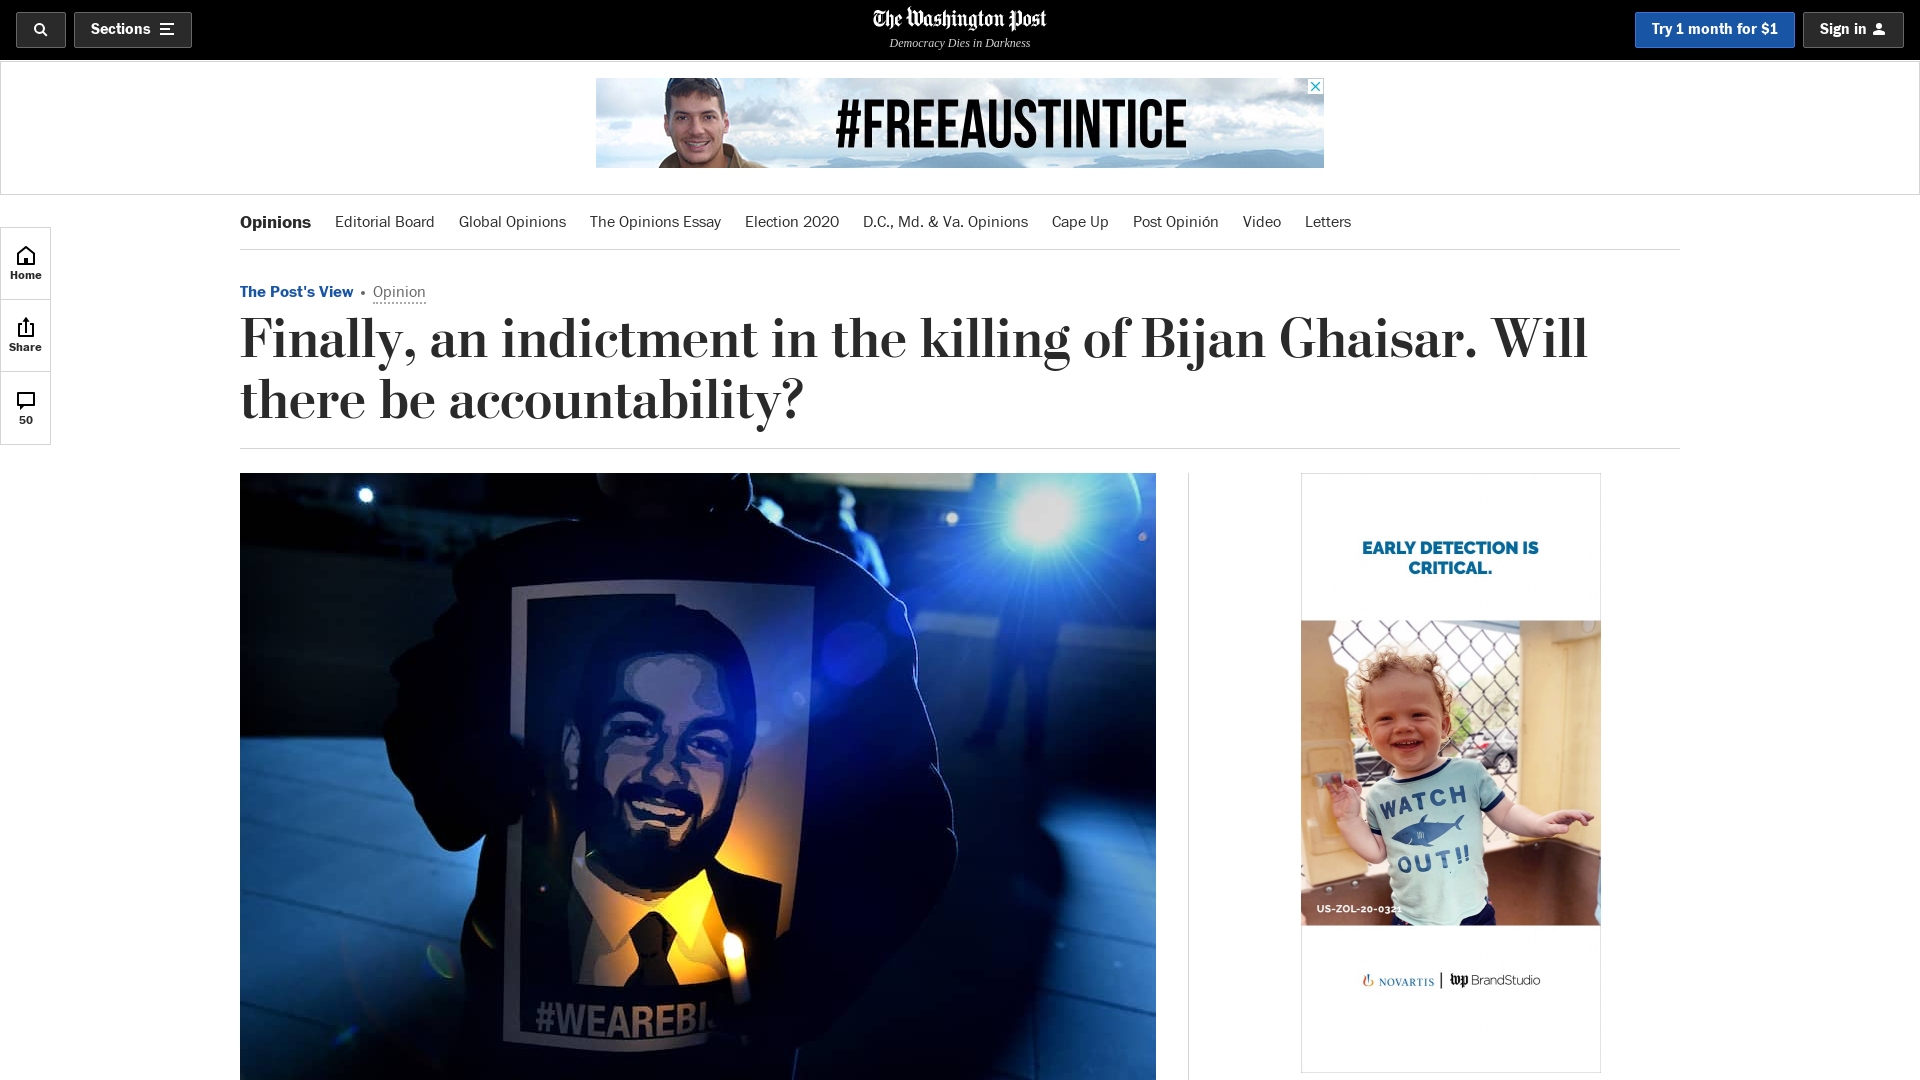 Sections
The Washington Post
Democracy Dies in Darkness
Try 1 month for $1
Sign in
#FREEAUSTINTICE
Opinions Editorial Board Global Opinions The Opinions Essay Election 2020 D.C., Md. & Va. Opinions Cape Up Post Opinión Video Letters
Home
Share
50
The Post's View • Opinion
Finally, an indictment in the killing of Bijan Ghaisar. Will
there be accountability?
#WEAREBI
EARLY DETECTION IS
CRITICAL.
WATCH
OUT!!
US-ZOL-20-0321
NOVARTIS | wp BrandStudio